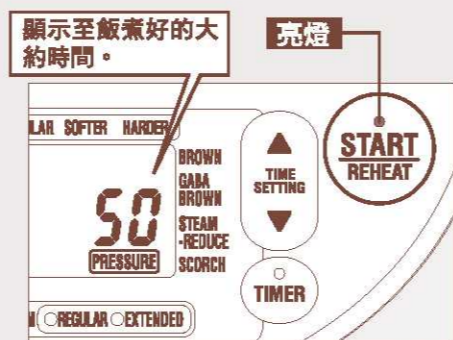 顯示至飯煮好的大
約時間。
亮燈
SOFTER HARDER
BROWN
GABA
BROWN
STEAM
-REDUCE
SCORCH
50
PRESSURE
TIME
SETTING
START
REHEAT
TIMER
REGULAR EXTENDED